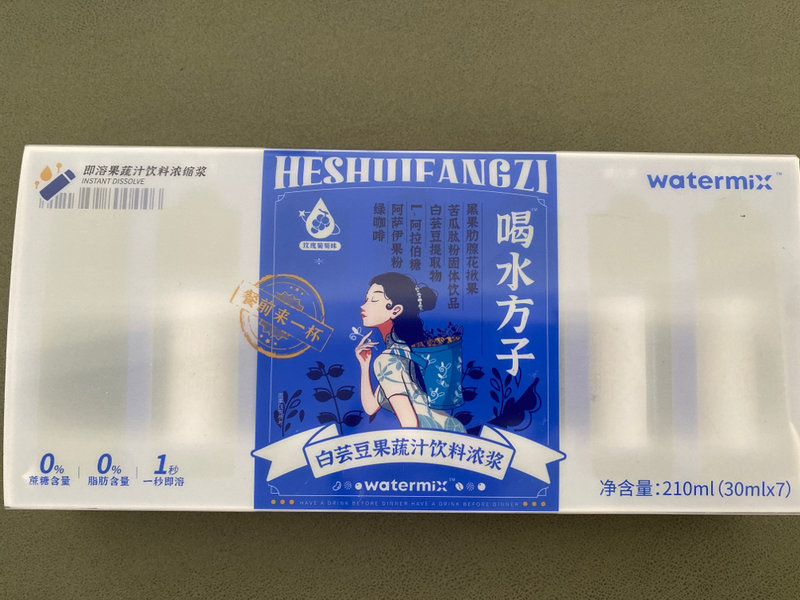 即溶果蔬汁饮料浓缩浆
INSTANT DISSOLVE
HESHUIFANGZI
watermix™
玫瑰葡萄味
喝水方子
黑果肋腺花楸果
苦瓜肽粉固体饮品
白芸豆提取物
L-阿拉伯糖
阿萨伊果粉
绿咖啡
餐前来一杯
白芸豆果蔬汁饮料浓浆
watermix™
HAVE A DRINK BEFORE DINNER HAVE A DRINK BEFORE DINNER
0% 0% 1秒
蔗糖含量 脂肪含量 一秒即溶
净含量：210ml（30mlx7）